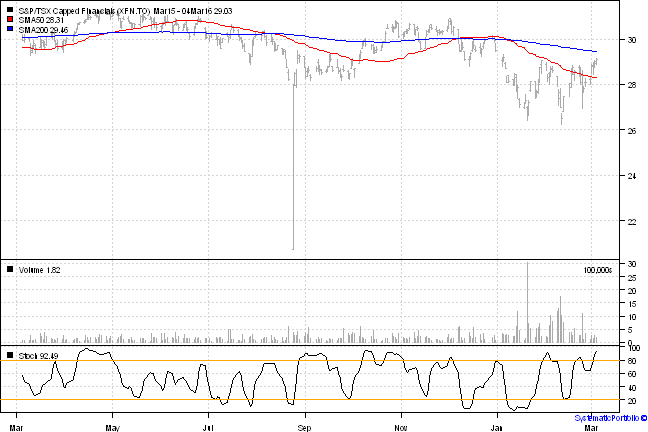 S&P/TSX Capped Financials (XFN.TO) Mar15 - 04Mar16 29.03
SMA50 28.31
SMA200 29.46
30
28
26
24
22
Volume 1.82
100,000s
30
25
20
15
10
5
0
Stoch 92.49
100
80
60
40
20
Mar May Jul Sep Nov Jan Mar
SystematicPortfolio ©